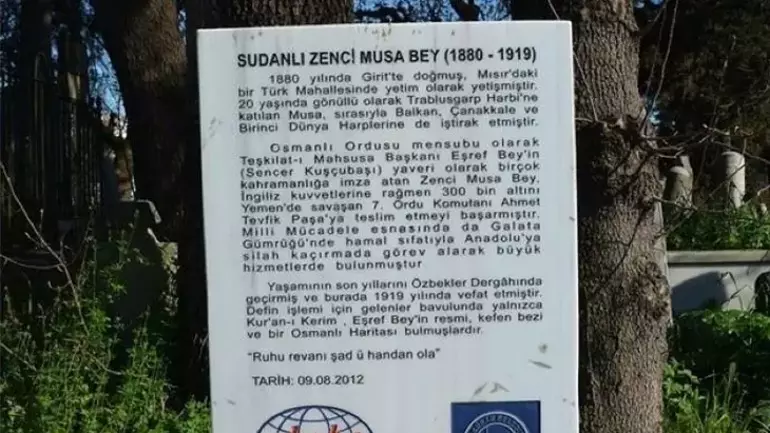 SUDANLI ZENCİ MUSA BEY (1880 - 1919)
1880 yılında Girit'te doğmuş, Mısır'daki
bir Türk Mahallesinde yetim olarak yetişmiştir.
20 yaşında gönüllü olarak Trablusgarp Harbi'ne
katılan Musa, sırasıyla Balkan, Çanakkale ve
Birinci Dünya Harplerine de iştirak etmiştir.
Osmanlı Ordusu mensubu olarak
Teşkilat-ı Mahsusa Başkanı Eşref Bey'in
(Sencer Kuşçubaşı) yaveri olarak birçok
kahramanlığa imza atan Zenci Musa Bey,
İngiliz kuvvetlerine rağmen 300 bin altını
Yemen'de savaşan 7. Ordu Komutanı Ahmet
Tevfik Paşa'ya teslim etmeyi başarmıştır.
Milli Mücadele esnasında da Galata
Gümrüğü'nde hamal sıfatıyla Anadolu'ya
silah kaçırmada görev alarak büyük
hizmetlerde bulunmuştur
Yaşamının son yıllarını Özbekler Dergâhında
geçirmiş ve burada 1919 yılında vefat etmiştir.
Defin işlemi için gelenler bavulunda yalnızca
Kur'an-ı Kerim , Eşref Bey'in resmi, kefen bezi
ve bir Osmanlı Haritası bulmuşlardır.
"Ruhu revanı şad ü handan ola"
TARİH: 09.08.2012